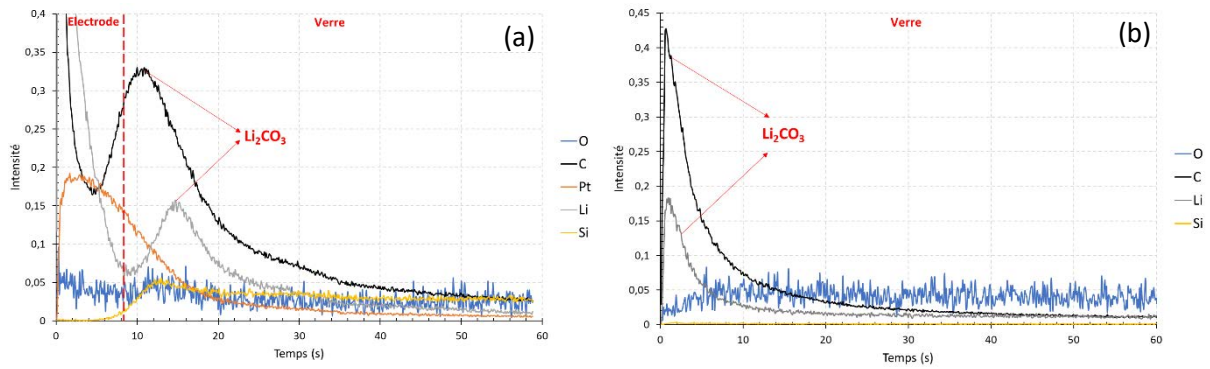 Electrode
Verre
(a)
0,4
0,35
0,3
0,25
0,2
0,15
0,1
0,05
0
Intensité
Li₂CO₃
O
C
Pt
Li
Si
0
10
20
30
40
50
60
Temps (s)
Verre
(b)
0,45
0,4
0,35
0,3
0,25
0,2
0,15
0,1
0,05
0
Intensité
Li₂CO₃
O
C
Li
Si
0
10
20
30
40
50
60
Temps (s)